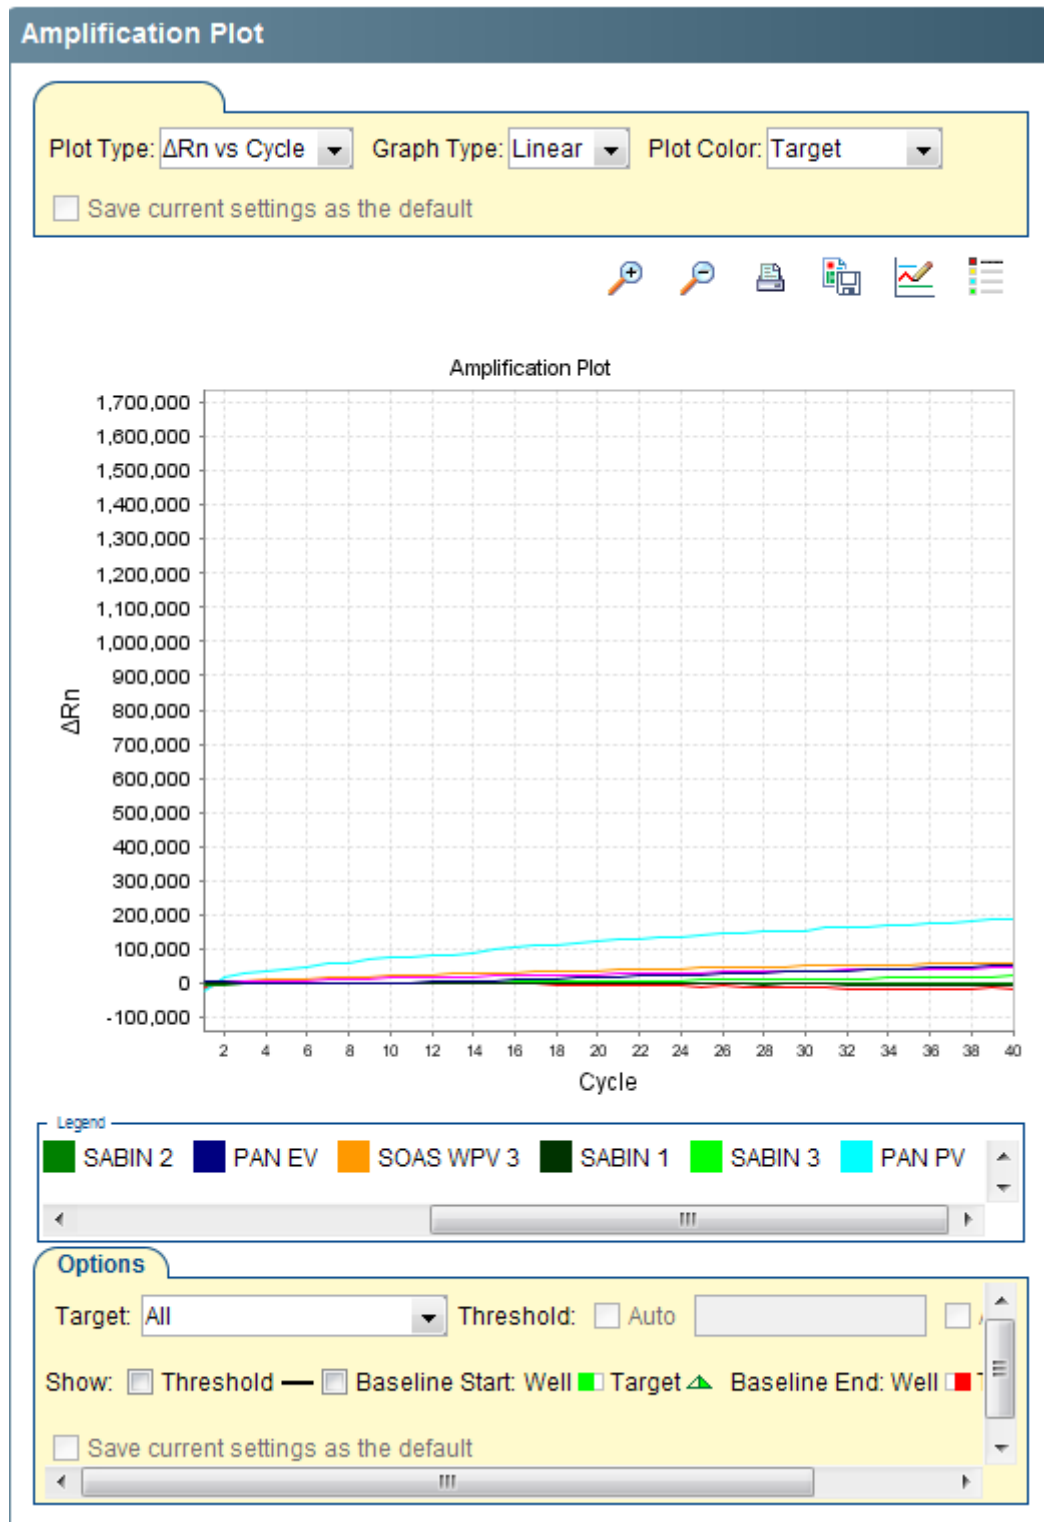 Amplification Plot
Plot Type: ΔRn vs Cycle Graph Type: Linear Plot Color: Target
Save current settings as the default
Amplification Plot
1,700,000
1,600,000
1,500,000
1,400,000
1,300,000
1,200,000
1,100,000
1,000,000
900,000
800,000
700,000
600,000
500,000
400,000
300,000
200,000
100,000
0
-100,000
ΔRn
2 4 6 8 10 12 14 16 18 20 22 24 26 28 30 32 34 36 38 40
Cycle
Legend
SABIN 2 PAN EV SOAS WPV 3 SABIN 1 SABIN 3 PAN PV
Options
Target: All Threshold: Auto
Show: Threshold Baseline Start: Well Target Baseline End: Well
Save current settings as the default